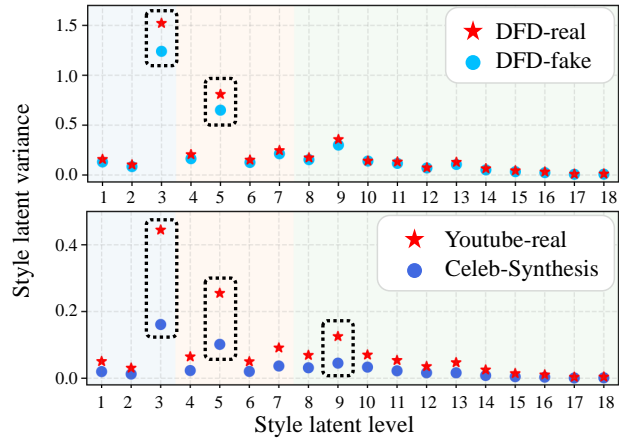 Style latent variance
1.5
1.0
0.5
0.0
DFD-real
DFD-fake
1 2 3 4 5 6 7 8 9 10 11 12 13 14 15 16 17 18
0.4
0.2
0.0
Youtube-real
Celeb-Synthesis
1 2 3 4 5 6 7 8 9 10 11 12 13 14 15 16 17 18
Style latent level